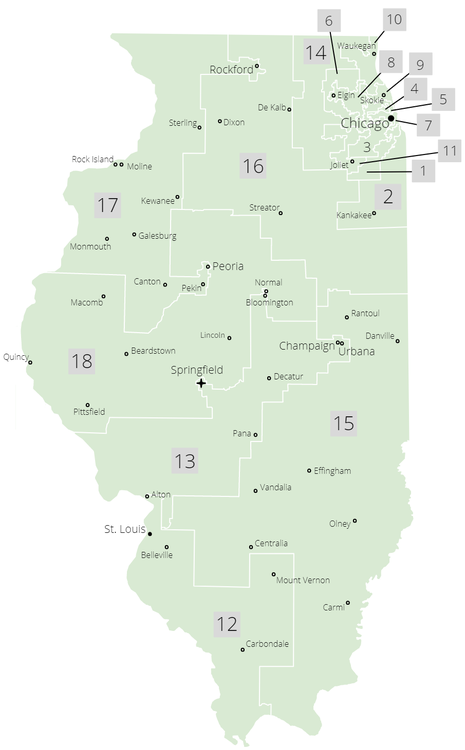 10
6
14
Waukegan
8
9
Rockford
Elgin
Skokie
4
5
De Kalb
Chicago
7
Sterling
Dixon
3
11
Rock Island
Moline
Joliet
1
16
17
Kewanee
2
Streator
Kankakee
Monmouth
Galesburg
Peoria
Canton
Pekin
Normal
Bloomington
Macomb
Rantoul
Lincoln
Danville
Champaign
Urbana
Quincy
18
Beardstown
Springfield
Decatur
Pittsfield
15
Pana
13
Effingham
Vandalia
Alton
Olney
St. Louis
Centralia
Belleville
Mount Vernon
Carmi
12
Carbondale